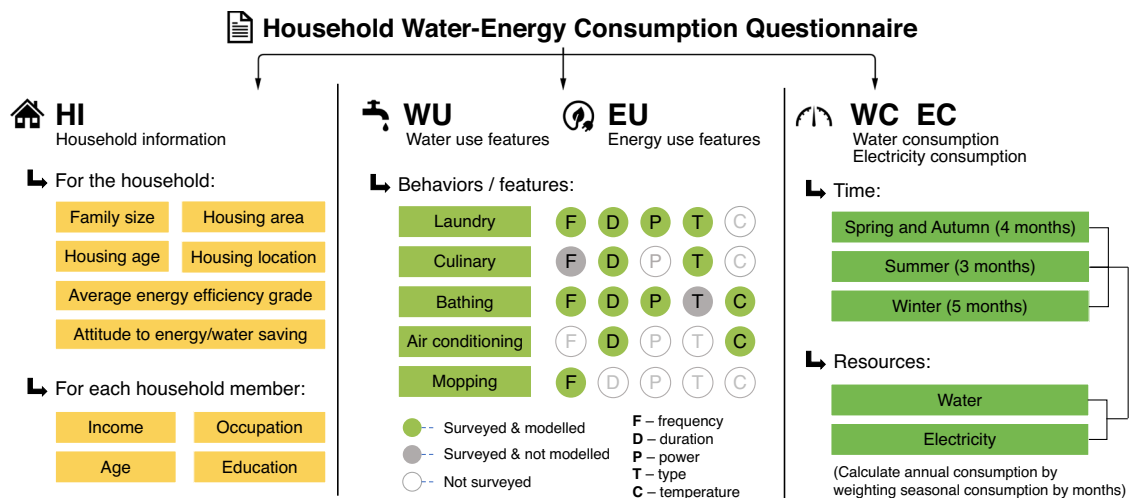 Household Water-Energy Consumption Questionnaire
HI
Household information
For the household:
Family size
Housing area
Housing age
Housing location
Average energy efficiency grade
Attitude to energy/water saving
For each household member:
Income
Occupation
Age
Education
WU
Water use features
EU
Energy use features
Behaviors / features:
Laundry F D P T C
Culinary F D P T C
Bathing F D P T C
Air conditioning F D P T C
Mopping F D P T C
Surveyed & modelled
Surveyed & not modelled
Not surveyed
F – frequency
D – duration
P – power
T – type
C – temperature
WC EC
Water consumption
Electricity consumption
Time:
Spring and Autumn (4 months)
Summer (3 months)
Winter (5 months)
Resources:
Water
Electricity
(Calculate annual consumption by
weighting seasonal consumption by months)